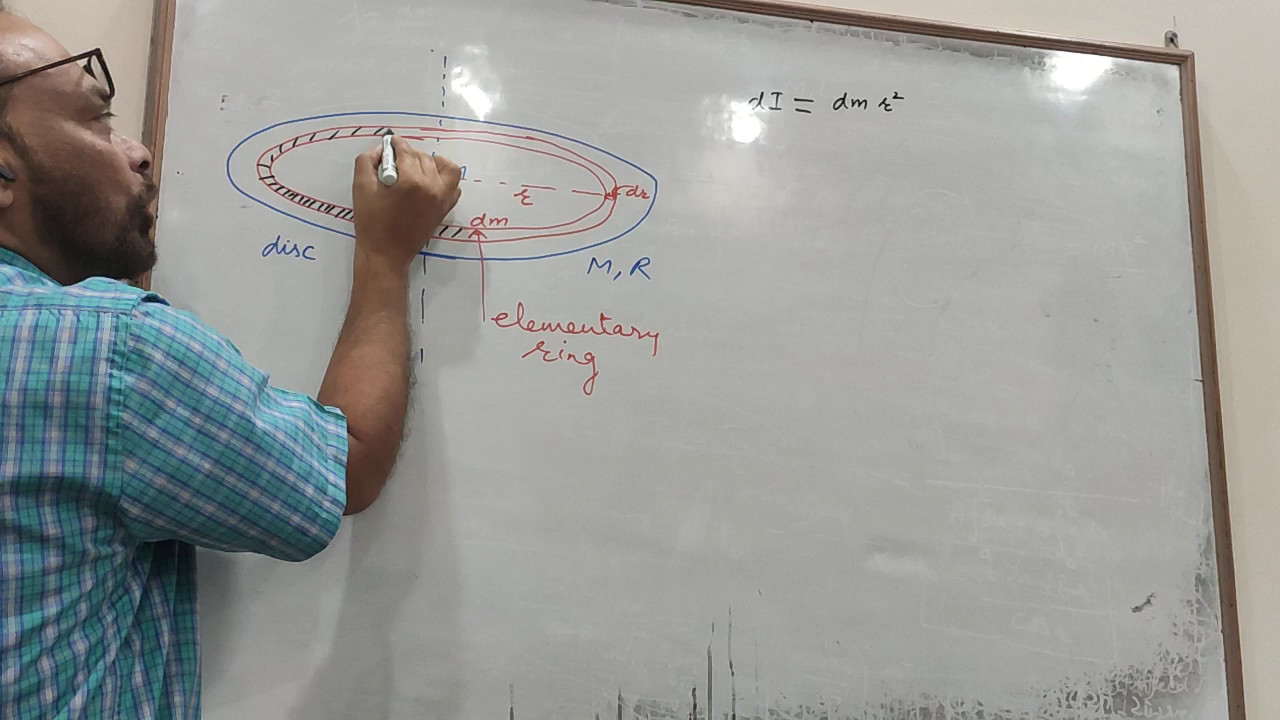 dI = dm r²
r
dr
dm
disc
M, R
elementary
ring